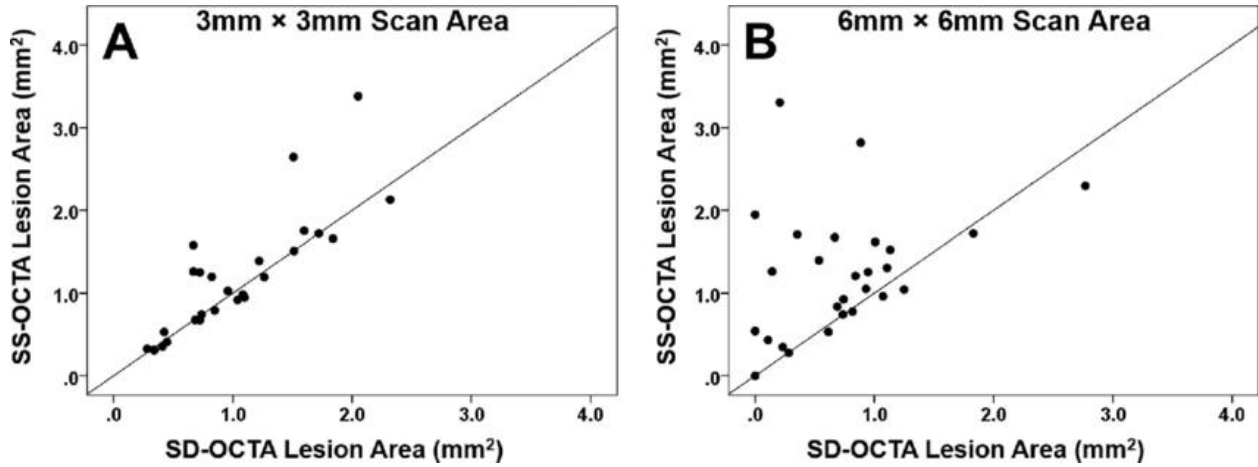 A
3mm × 3mm Scan Area
SS-OCTA Lesion Area (mm²)
4.0
3.0
2.0
1.0
.0
.0 1.0 2.0 3.0 4.0
SD-OCTA Lesion Area (mm²)
B
6mm × 6mm Scan Area
SS-OCTA Lesion Area (mm²)
4.0
3.0
2.0
1.0
.0
.0 1.0 2.0 3.0 4.0
SD-OCTA Lesion Area (mm²)